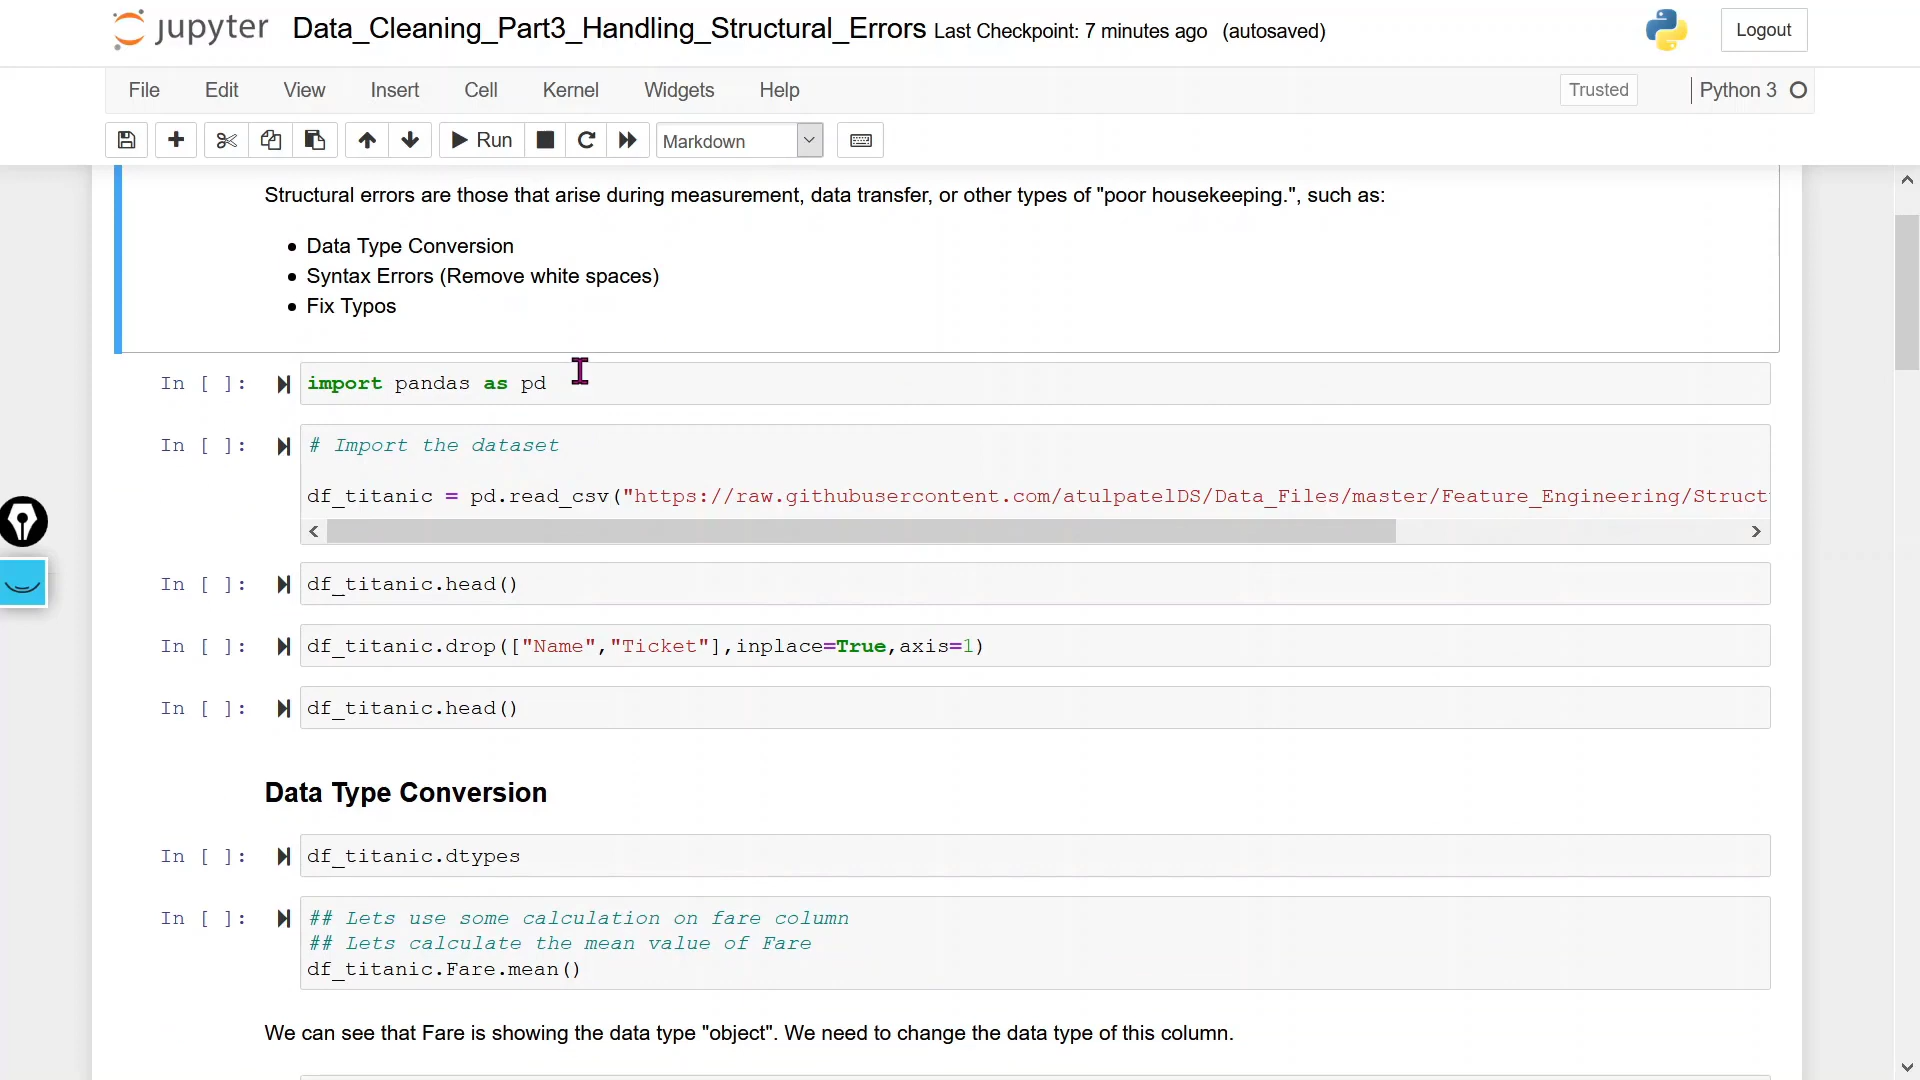 jupyter Data_Cleaning_Part3_Handling_Structural_Errors Last Checkpoint: 7 minutes ago (autosaved) Logout
File Edit View Insert Cell Kernel Widgets Help Trusted Python 3
Run Markdown
Structural errors are those that arise during measurement, data transfer, or other types of "poor housekeeping.", such as:
• Data Type Conversion
• Syntax Errors (Remove white spaces)
• Fix Typos
In [ ]: import pandas as pd
In [ ]: # Import the dataset
df_titanic = pd.read_csv("https://raw.githubusercontent.com/atulpatelDS/Data_Files/master/Feature_Engineering/Struct
In [ ]: df_titanic.head()
In [ ]: df_titanic.drop(["Name","Ticket"],inplace=True,axis=1)
In [ ]: df_titanic.head()
Data Type Conversion
In [ ]: df_titanic.dtypes
In [ ]: ## Lets use some calculation on fare column
## Lets calculate the mean value of Fare
df_titanic.Fare.mean()
We can see that Fare is showing the data type "object". We need to change the data type of this column.